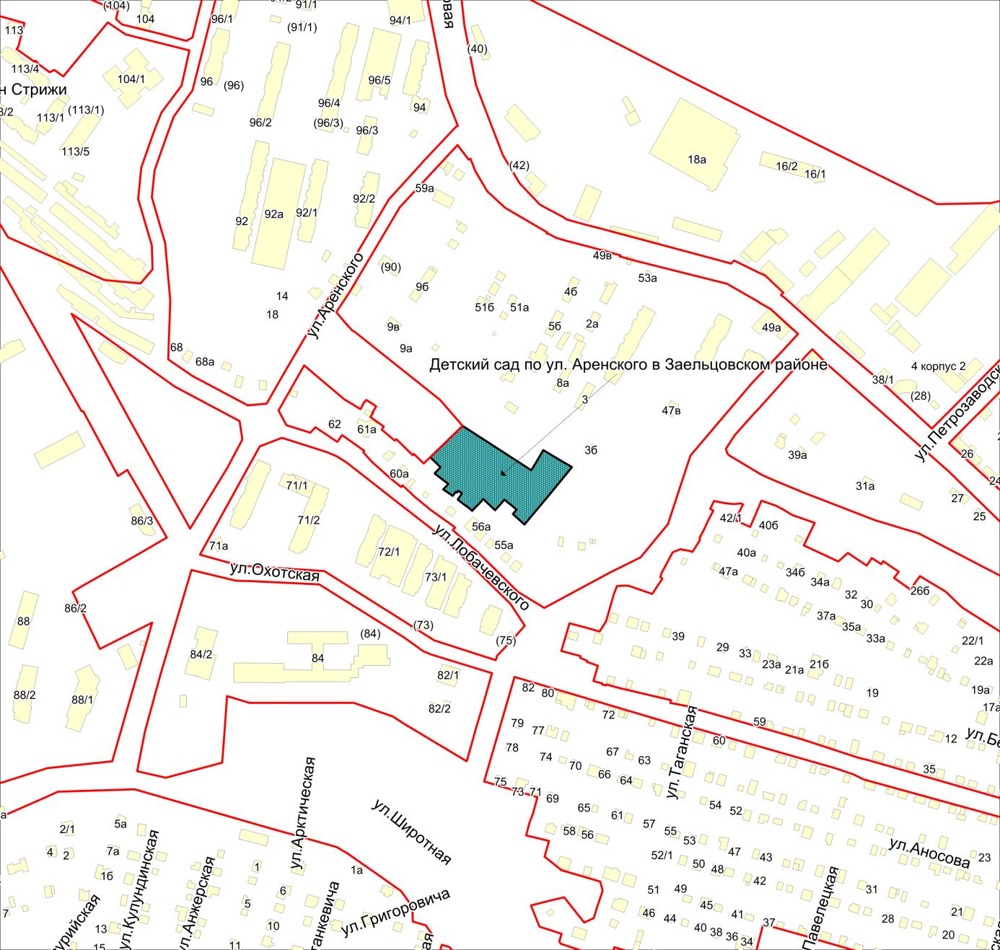 (104)
104
96/1
91/1
(91/1)
94/1
113
(40)
113/4
104/1
96
(96)
96/5
н Стрижи
113/1
(113/1)
96/2
96/4
(96/3)
96/3
94
113/5
18а
(42)
16/2
16/1
59а
92
92а
92/1
92/2
49в
53а
(90)
9б
14
18
ул.Аренского
51б
51а
4б
5б
2а
9в
9а
49а
68
68а
Детский сад по ул. Аренского в Заельцовском районе
4 корпус 2
38/1
(28)
8а
3
47в
ул.Петрозаводск
62
61а
3б
39а
26
60а
24
31а
27
25
71/1
71/2
86/3
71а
56а
55а
42/1
40б
40а
72/1
73/1
ул.Лобачевского
ул.Охотская
47а
34б
34а
32
30
26б
86/2
88
37а
35а
33а
(73)
(84)
(75)
39
29
33
23а
21а
21б
22/1
22а
84/2
84
82/1
82
80
88/2
88/1
82/2
72
19
19а
17а
59
60
79
77
78
74
70
67
63
66
64
ул.Таганская
12
ул.Бе
35
75
73
71
69
65
61
54
52
ул.Арктическая
ул.Широтная
57
55
53
58
56
2/1
5а
4
2
7а
1б
ул.Кулундинская
ул.Анжерская
1
1а
6
5
10
11
13
15
7
ул.Григоровича
52/1
50
48
47
43
42
ул.Аносова
23
51
49
45
41
46
44
40
38
36
34
37
31
28
21
20